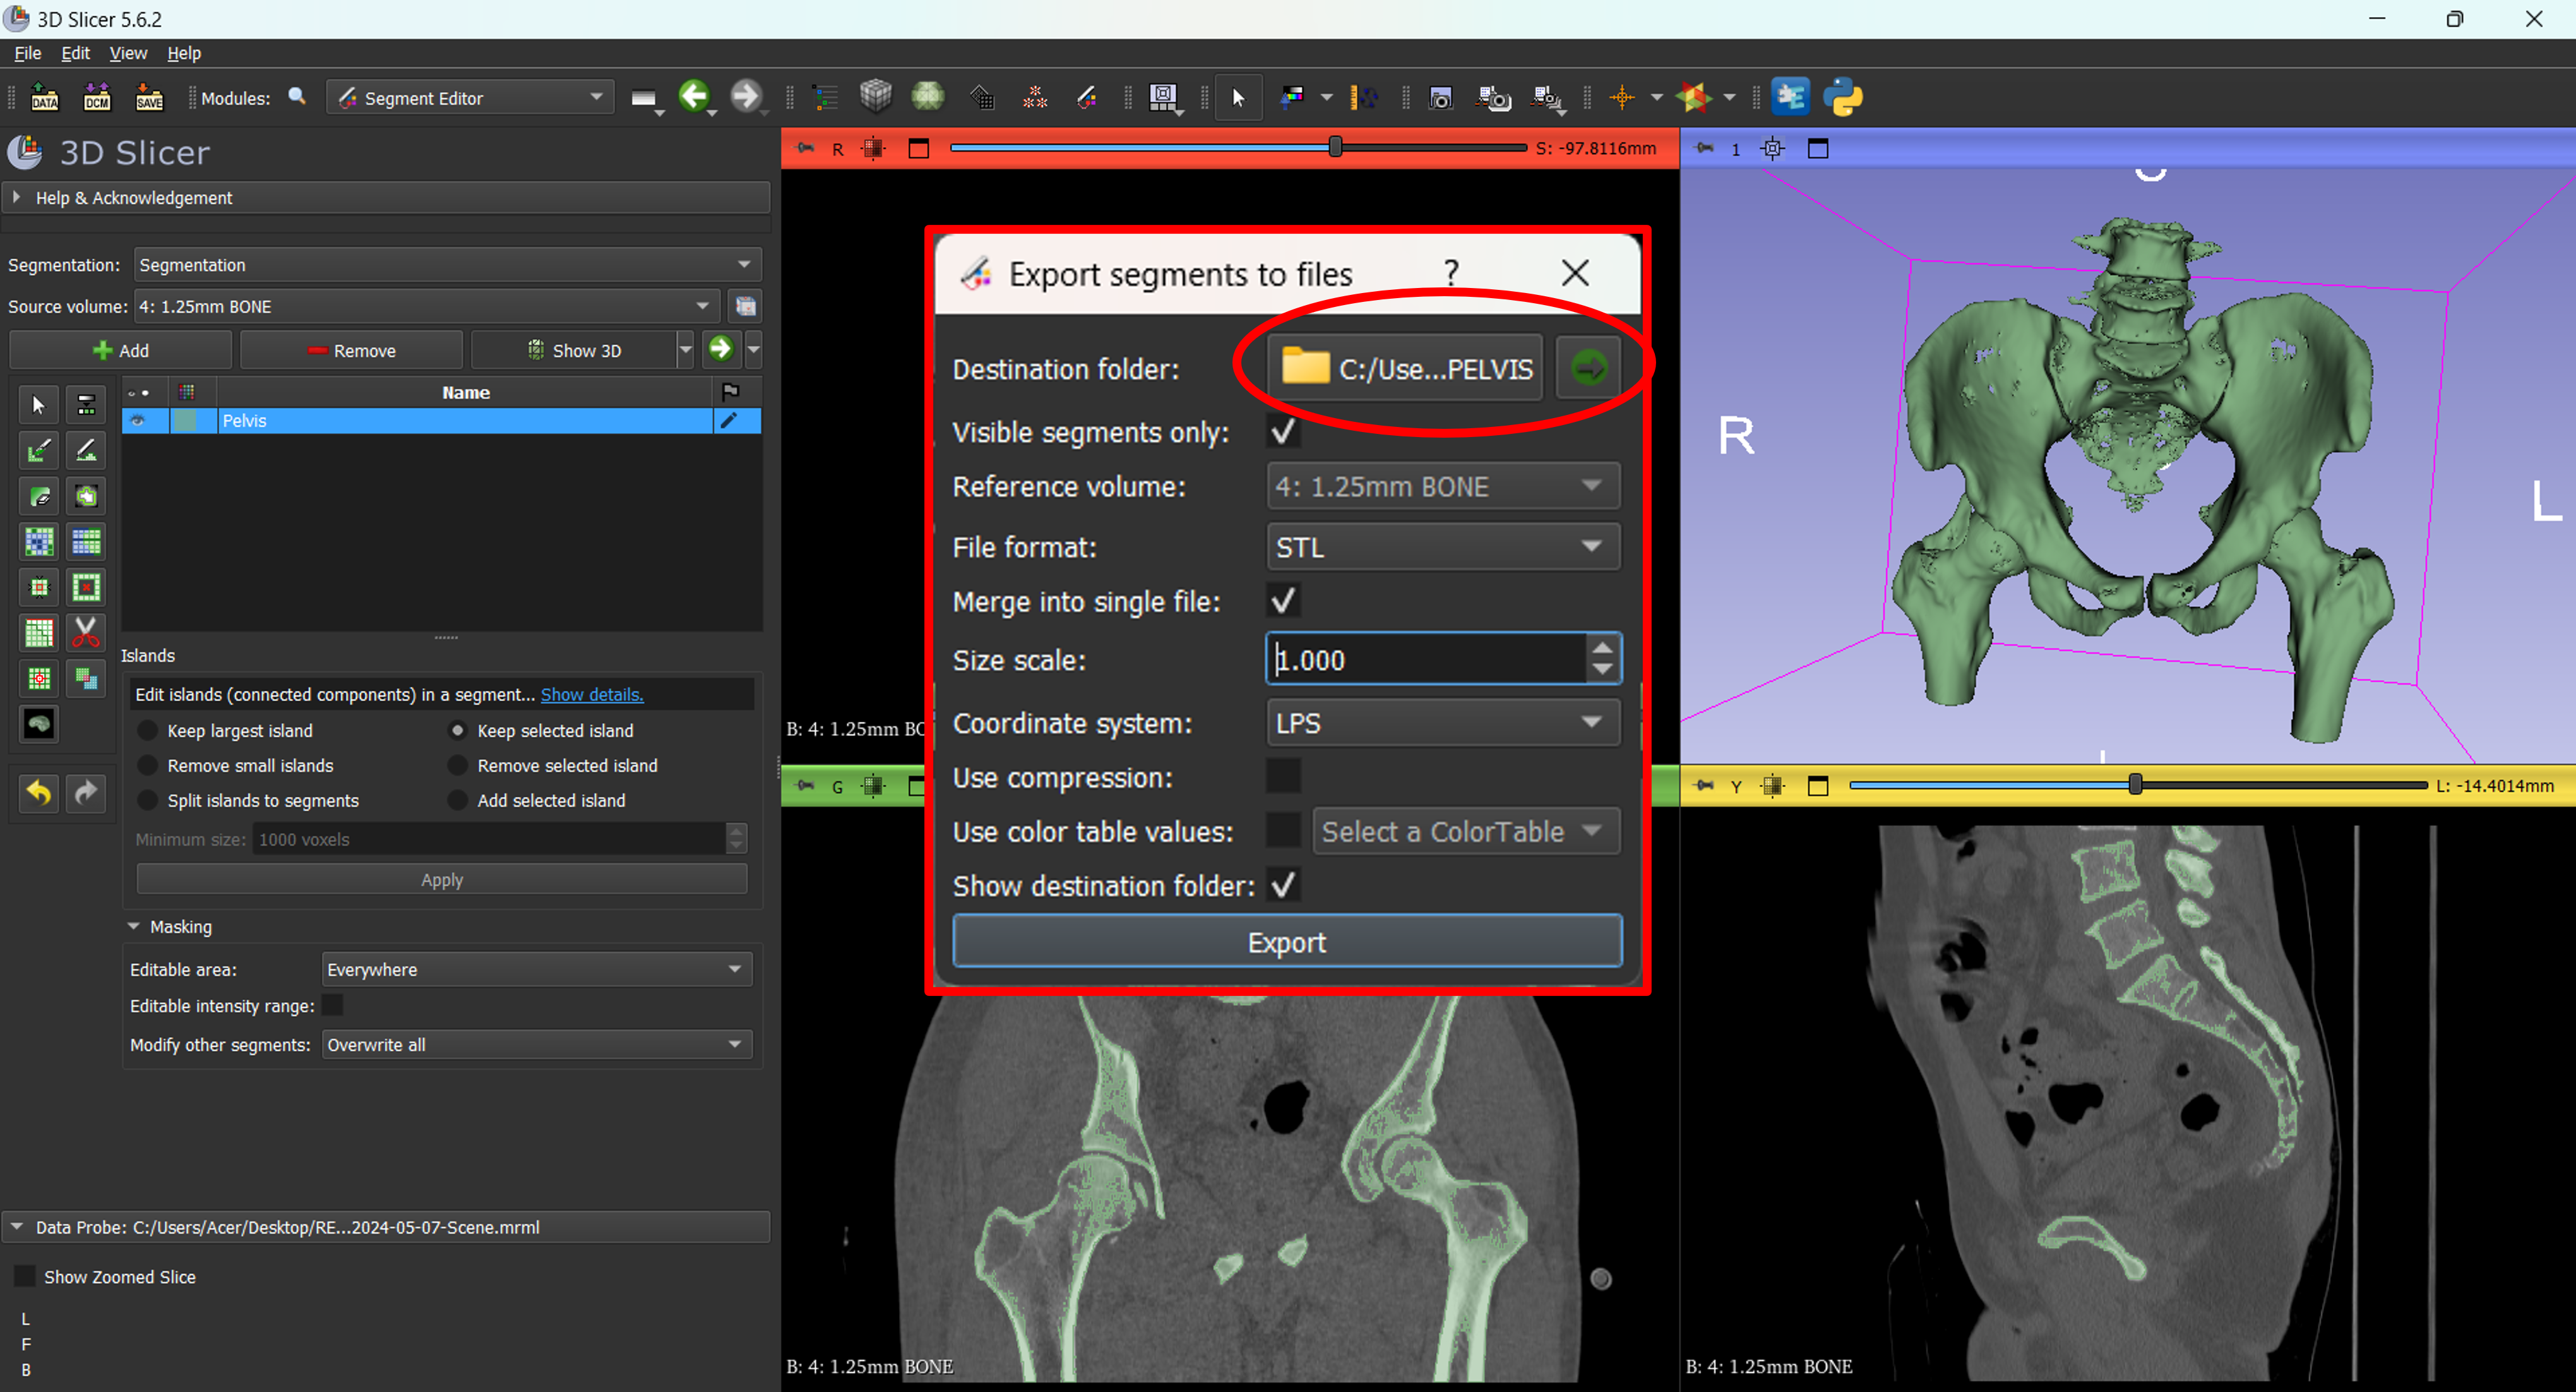 3D Slicer 5.6.2
File Edit View Help
DATA DCM SAVE Modules: Segment Editor
3D Slicer
Help & Acknowledgement
Segmentation: Segmentation
Source volume: 4: 1.25mm BONE
Add Remove Show 3D
Name
Pelvis
Islands
Edit islands (connected components) in a segment... Show details.
Keep largest island Keep selected island
Remove small islands Remove selected island
Split islands to segments Add selected island
Minimum size: 1000 voxels
Apply
Masking
Editable area: Everywhere
Editable intensity range:
Modify other segments: Overwrite all
Data Probe: C:/Users/Acer/Desktop/RE...2024-05-07-Scene.mrml
Show Zoomed Slice
L
F
B
R S: -97.8116mm
B: 4: 1.25mm BO
Export segments to files ?
Destination folder: C:/Use...PELVIS
Visible segments only:
Reference volume: 4: 1.25mm BONE
File format: STL
Merge into single file:
Size scale: 1.000
Coordinate system: LPS
Use compression:
Use color table values: Select a ColorTable
Show destination folder:
Export
1
R
L
G
B: 4: 1.25mm BONE
Y L: -14.4014mm
B: 4: 1.25mm BONE